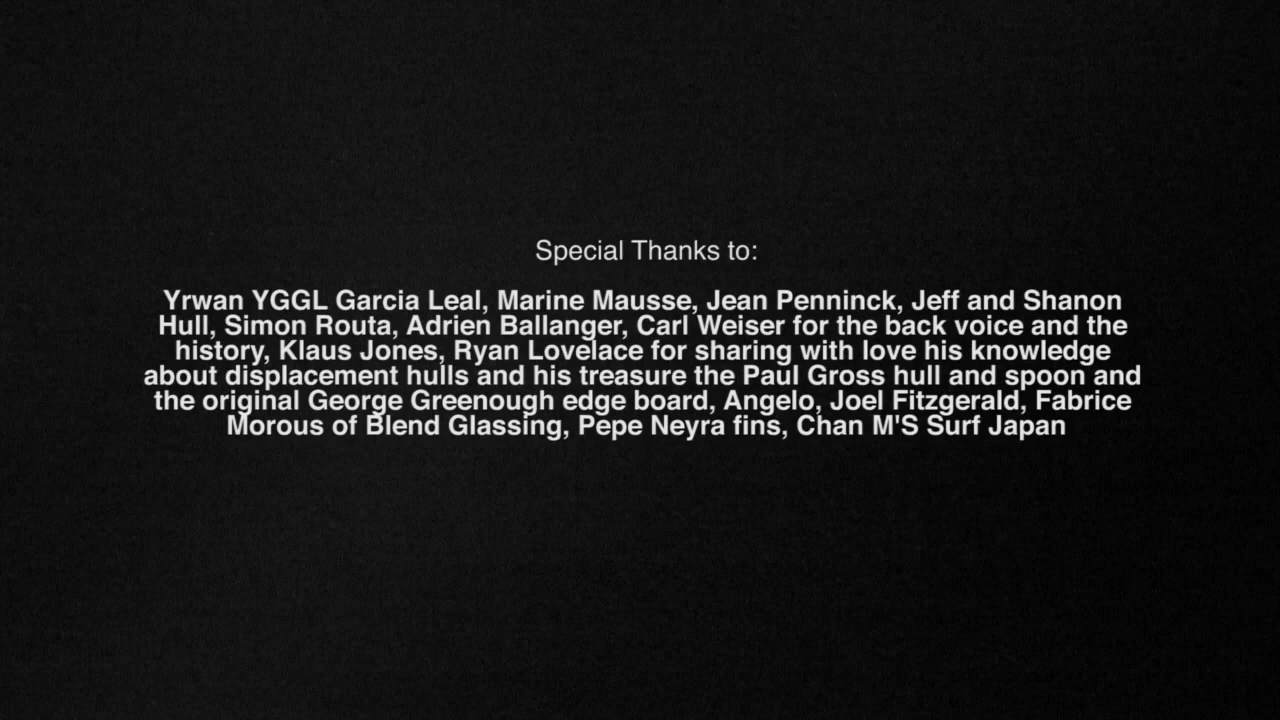 Special Thanks to:
Yrwan YGGL Garcia Leal, Marine Mausse, Jean Penninck, Jeff and Shanon
Hull, Simon Routa, Adrien Ballanger, Carl Weiser for the back voice and the
history, Klaus Jones, Ryan Lovelace for sharing with love his knowledge
about displacement hulls and his treasure the Paul Gross hull and spoon and
the original George Greenough edge board, Angelo, Joel Fitzgerald, Fabrice
Morous of Blend Glassing, Pepe Neyra fins, Chan M'S Surf Japan